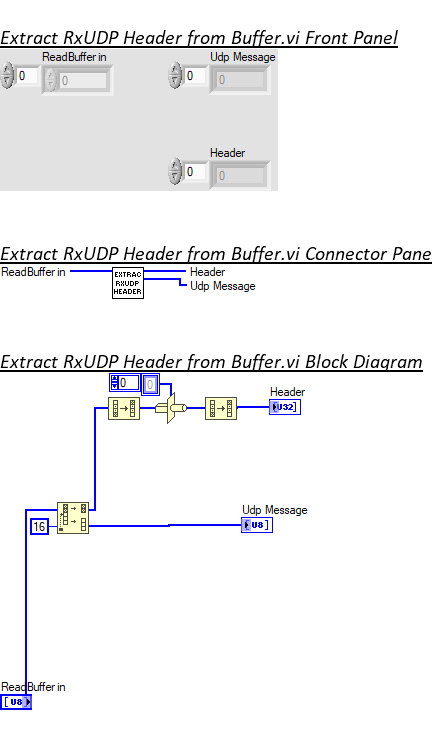 Extract RxUDP Header from Buffer.vi Front Panel
ReadBuffer in
Udp Message
0
0
0
0
Header
0
0
Extract RxUDP Header from Buffer.vi Connector Pane
ReadBuffer in
EXTRAC
RXUDP
HEADER
Header
Udp Message
Extract RxUDP Header from Buffer.vi Block Diagram
0
0
Header
U32]
Udp Message
U8 ]
16
ReadBuffer in
[ U8